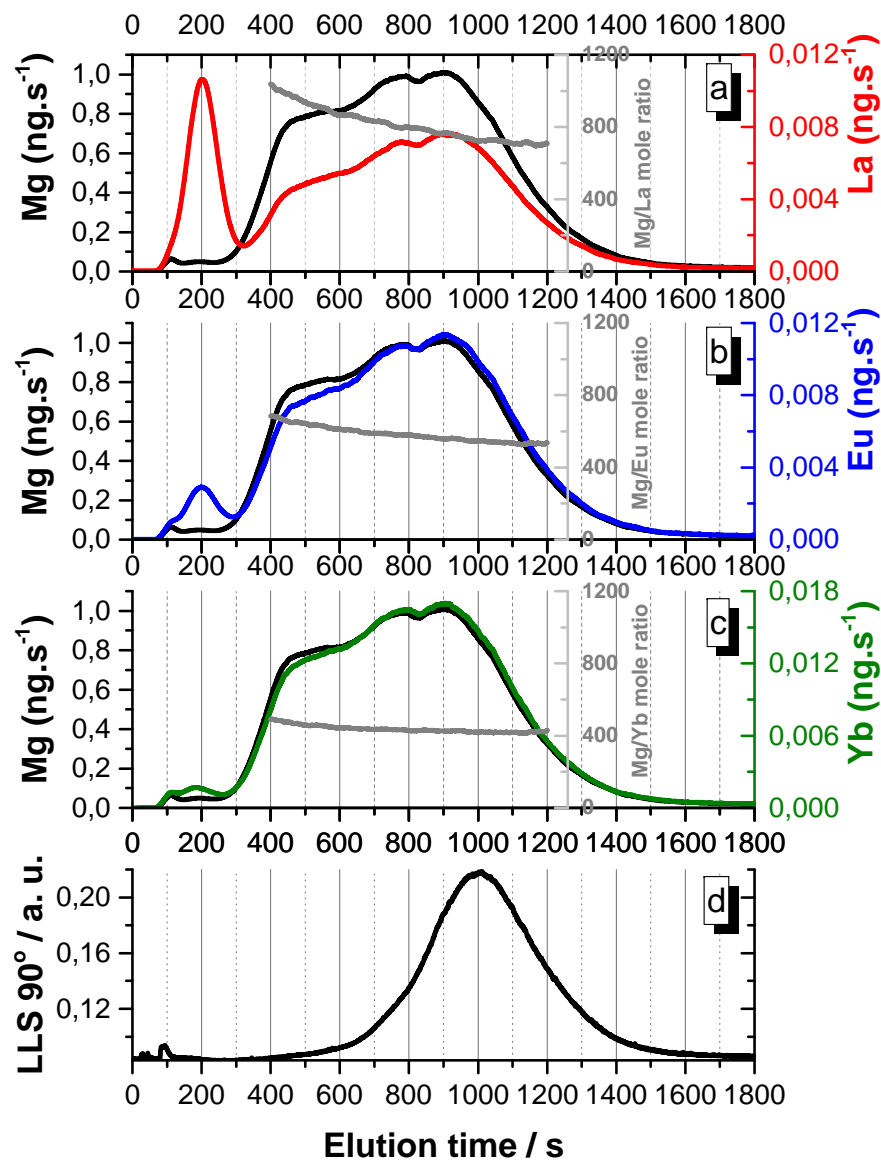 0 200 400 600 800 1000 1200 1400 1600 1800
Mg (ng.s⁻¹)
1,0
0,8
0,6
0,4
0,2
0,0
1200
800
400
0
Mg/La mole ratio
a
0,012
0,008
0,004
0,000
La (ng.s⁻¹)
0 200 400 600 800 1000 1200 1400 1600 1800
Mg (ng.s⁻¹)
1,0
0,8
0,6
0,4
0,2
0,0
1200
800
400
0
Mg/Eu mole ratio
b
0,012
0,008
0,004
0,000
Eu (ng.s⁻¹)
0 200 400 600 800 1000 1200 1400 1600 1800
Mg (ng.s⁻¹)
1,0
0,8
0,6
0,4
0,2
0,0
1200
800
400
0
Mg/Yb mole ratio
c
0,018
0,012
0,006
0,000
Yb (ng.s⁻¹)
0 200 400 600 800 1000 1200 1400 1600 1800
LLS 90° / a. u.
0,20
0,16
0,12
d
0 200 400 600 800 1000 1200 1400 1600 1800
Elution time / s